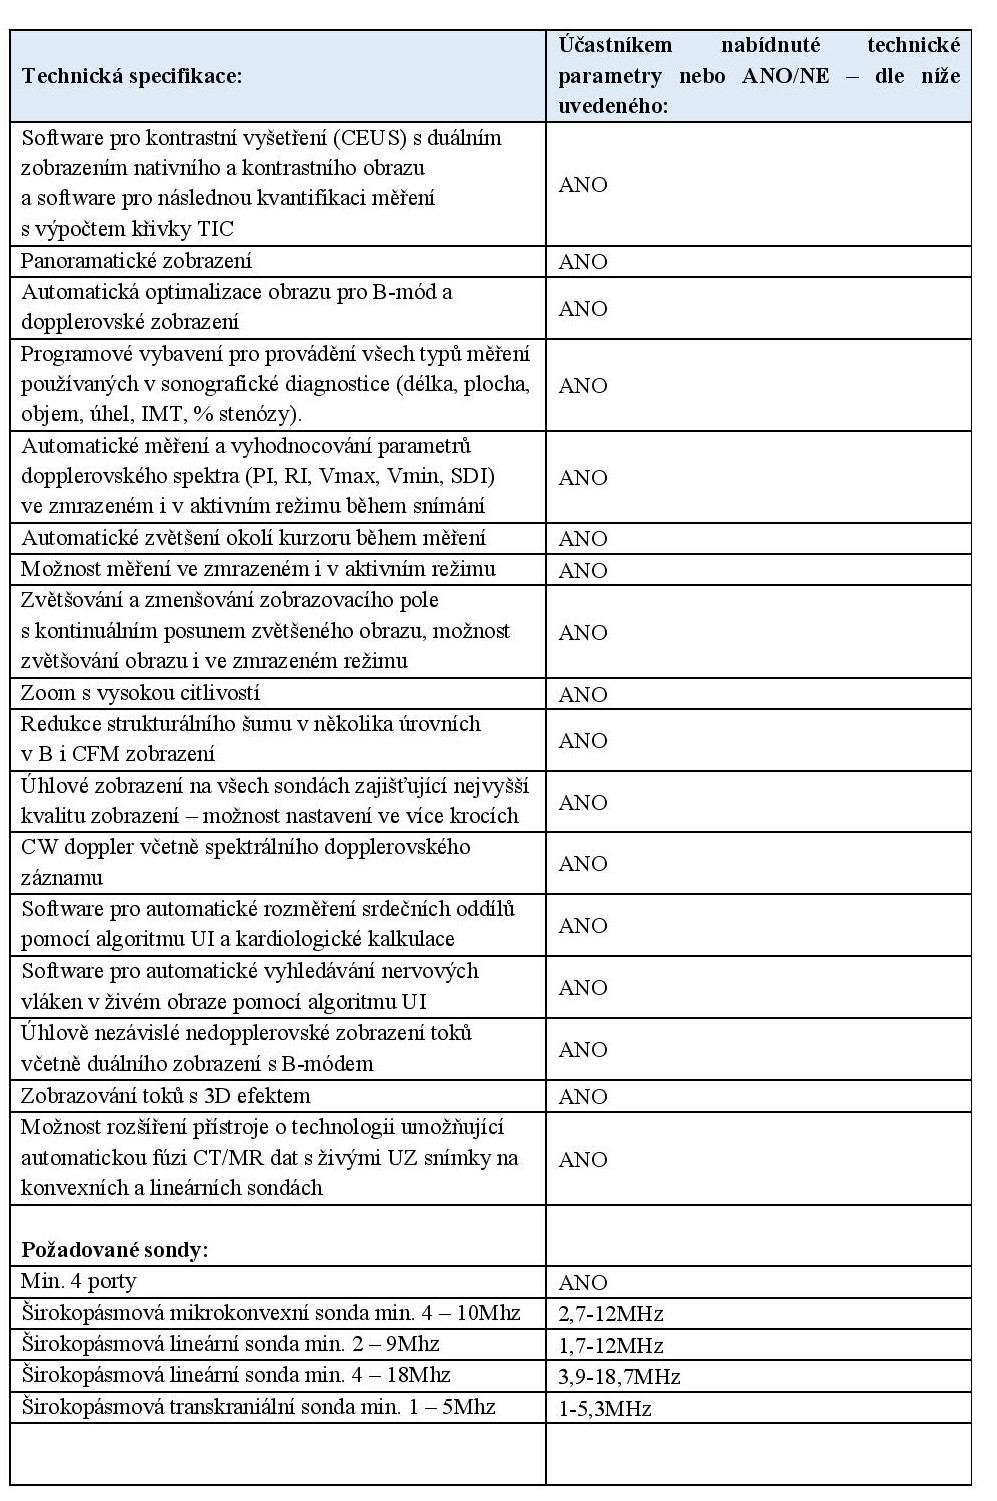 Technická specifikace:
Účastníkem nabídnuté technické
parametry nebo ANO/NE – dle níže
uvedeného:
Software pro kontrastní vyšetření (CEUS) s duálním
zobrazením nativního a kontrastního obrazu
a software pro následnou kvantifikaci měření
s výpočtem křivky TIC
ANO
Panoramatické zobrazení
ANO
Automatická optimalizace obrazu pro B-mód a
dopplerovské zobrazení
ANO
Programové vybavení pro provádění všech typů měření
používaných v sonografické diagnostice (délka, plocha,
objem, úhel, IMT, % stenózy).
ANO
Automatické měření a vyhodnocování parametrů
dopplerovského spektra (PI, RI, Vmax, Vmin, SDI)
ve zmrazeném i v aktivním režimu během snímání
ANO
Automatické zvětšení okolí kurzoru během měření
ANO
Možnost měření ve zmrazeném i v aktivním režimu
ANO
Zvětšování a zmenšování zobrazovacího pole
s kontinuálním posunem zvětšeného obrazu, možnost
zvětšování obrazu i ve zmrazeném režimu
ANO
Zoom s vysokou citlivostí
ANO
Redukce strukturálního šumu v několika úrovních
v B i CFM zobrazení
ANO
Úhlové zobrazení na všech sondách zajišťující nejvyšší
kvalitu zobrazení – možnost nastavení ve více krocích
ANO
CW doppler včetně spektrálního dopplerovského
záznamu
ANO
Software pro automatické rozměření srdečních oddílů
pomocí algoritmu UI a kardiologické kalkulace
ANO
Software pro automatické vyhledávání nervových
vláken v živém obraze pomocí algoritmu UI
ANO
Úhlově nezávislé nedopplerovské zobrazení toků
včetně duálního zobrazení s B-módem
ANO
Zobrazování toků s 3D efektem
ANO
Možnost rozšíření přístroje o technologii umožňující
automatickou fúzi CT/MR dat s živými UZ snímky na
konvexních a lineárních sondách
ANO
Požadované sondy:
Min. 4 porty
ANO
Širokopásmová mikrokonvexní sonda min. 4 – 10Mhz
2,7-12MHz
Širokopásmová lineární sonda min. 2 – 9Mhz
1,7-12MHz
Širokopásmová lineární sonda min. 4 – 18Mhz
3,9-18,7MHz
Širokopásmová transkraniální sonda min. 1 – 5Mhz
1-5,3MHz